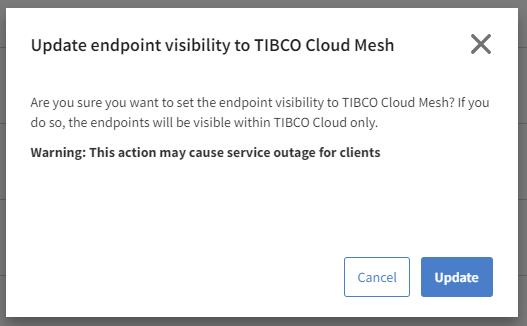 Update endpoint visibility to TIBCO Cloud Mesh
Are you sure you want to set the endpoint visibility to TIBCO Cloud Mesh? If you
do so, the endpoints will be visible within TIBCO Cloud only.
Warning: This action may cause service outage for clients
Cancel
Update